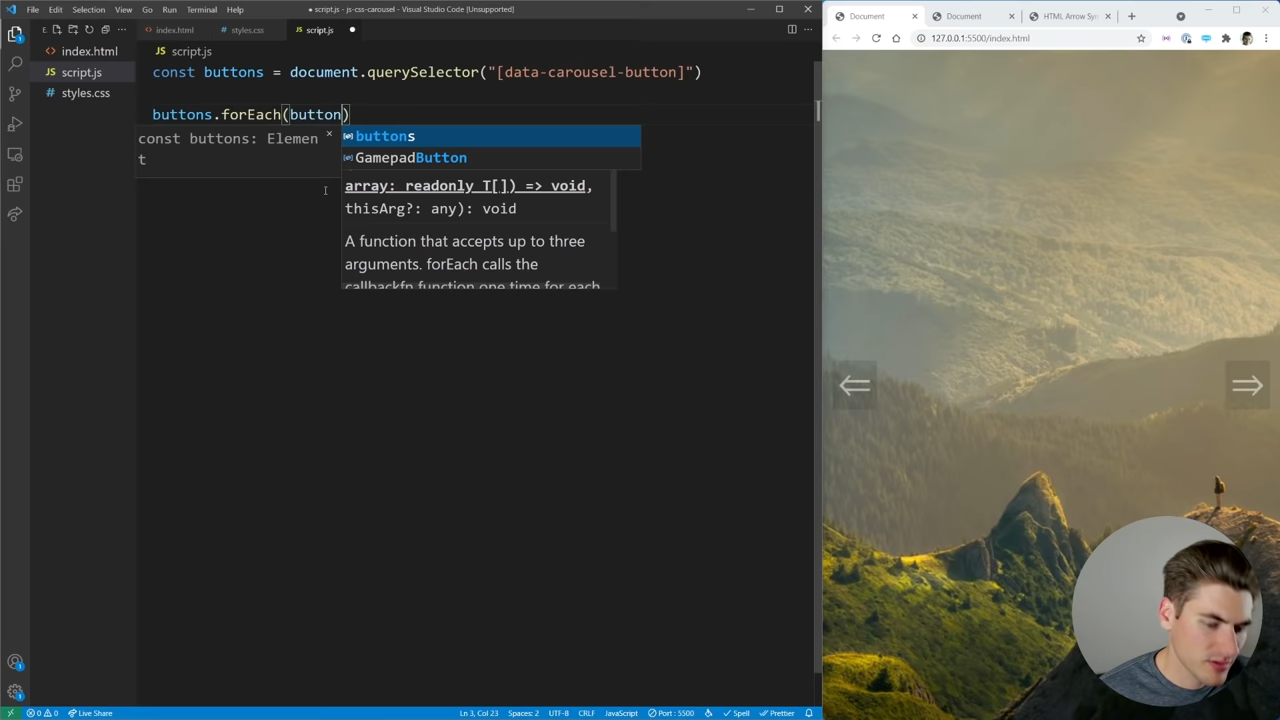 File Edit Selection View Go Run Terminal Help
● script.js - js-css-carousel - Visual Studio Code [Unsupported]
E
index.html
styles.css
script.js
index.html
script.js
styles.css
script.js
const buttons = document.querySelector("[data-carousel-button]")
buttons.forEach(button)
const buttons: Elemen
t
buttons
GamepadButton
array: readonly T[]) => void,
thisArg?: any): void
A function that accepts up to three
arguments. forEach calls the
callbackfn function one time for each
Document
Document
HTML Arrow Sy
127.0.0.1:5500/index.html
⇐
⇒
0 0
Live Share
Ln 3, Col 23
Spaces: 2
UTF-8
CRLF
JavaScript
Port : 5500
Spell
Prettier